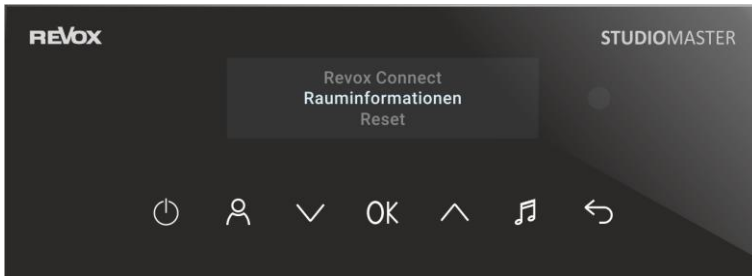 REVOX
STUDIOMASTER
Revox Connect
Rauminformationen
Reset
OK